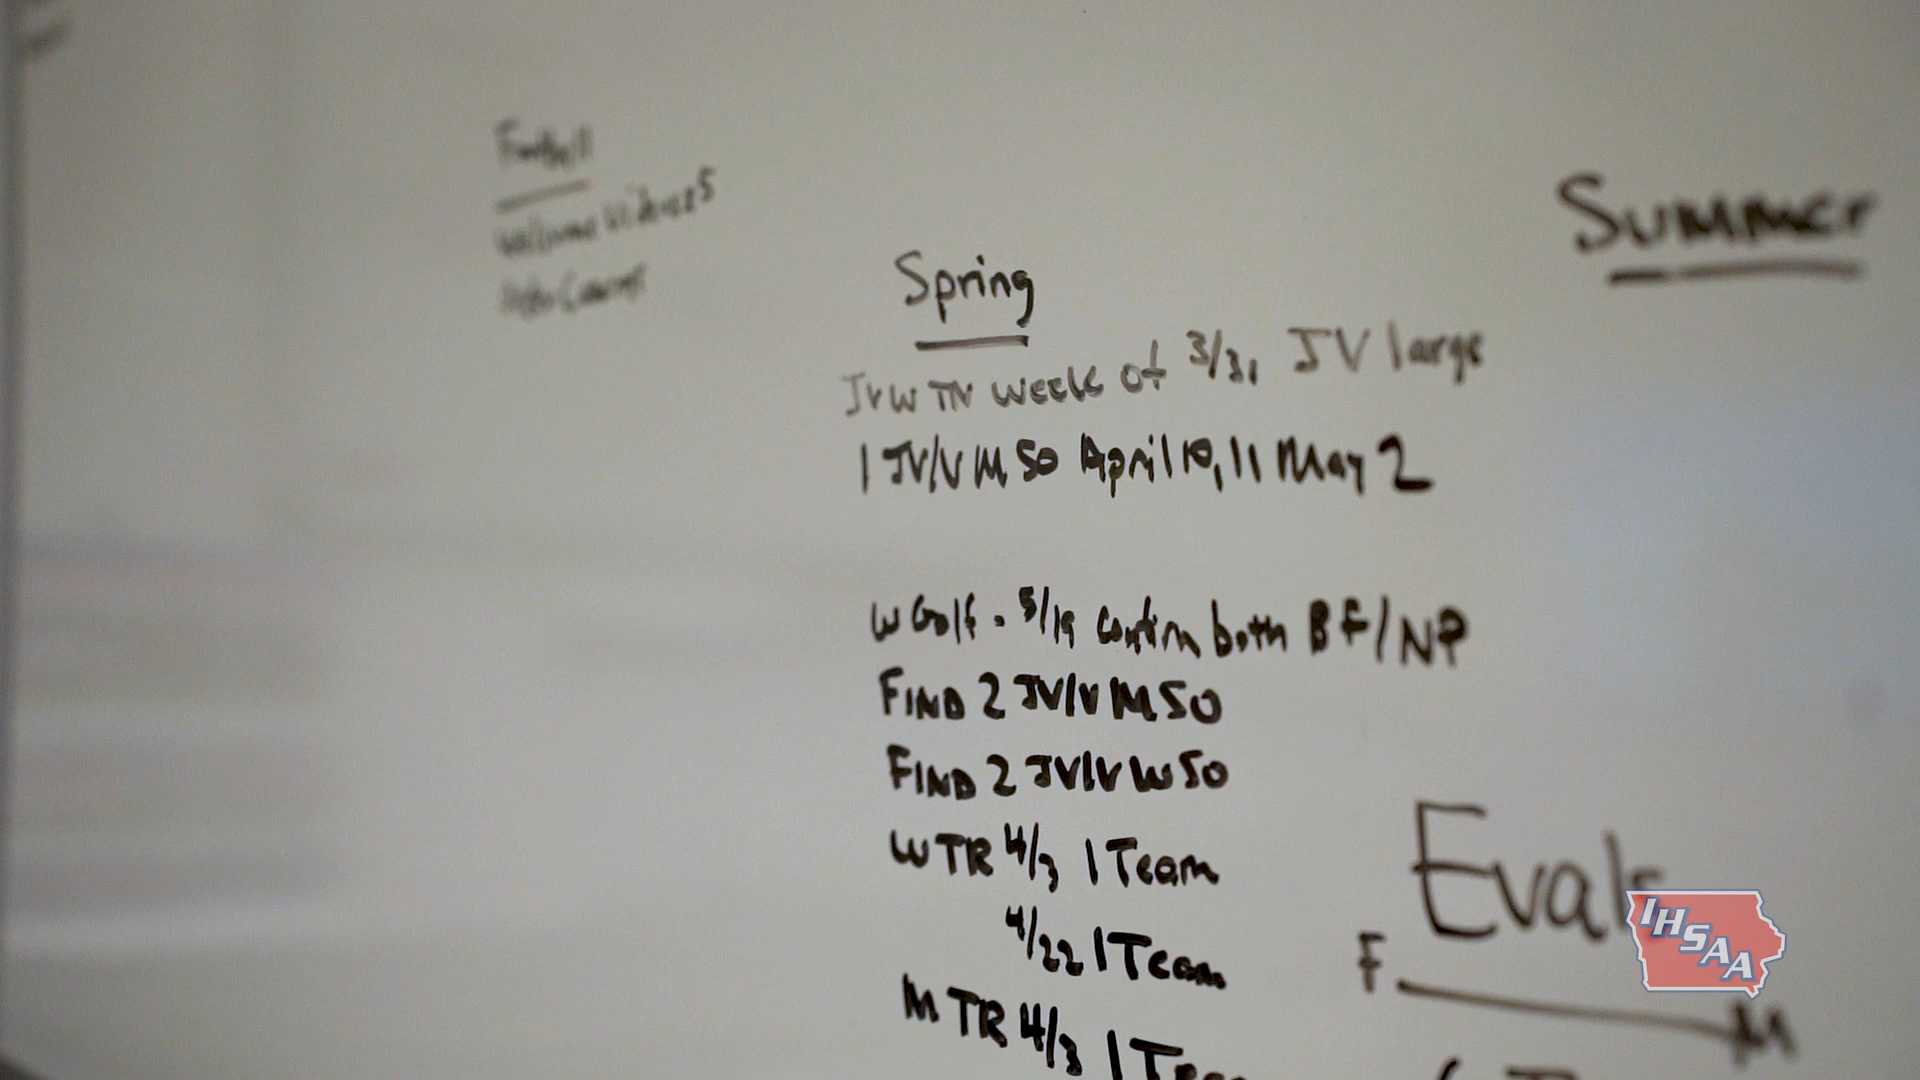 Football
Spring
JVW TN week of 3/31 JV large
1 JV/V M SO April 10, 11 May 2
W Golf - 5/19 confirm both BF/NP
FIND 2 JV/V M SO
FIND 2 JV/V W SO
W TR 4/3 1 Team
4/22 1 Team
M TR 4/3 1 Team
Summer
Evals
F
M
IHSAA